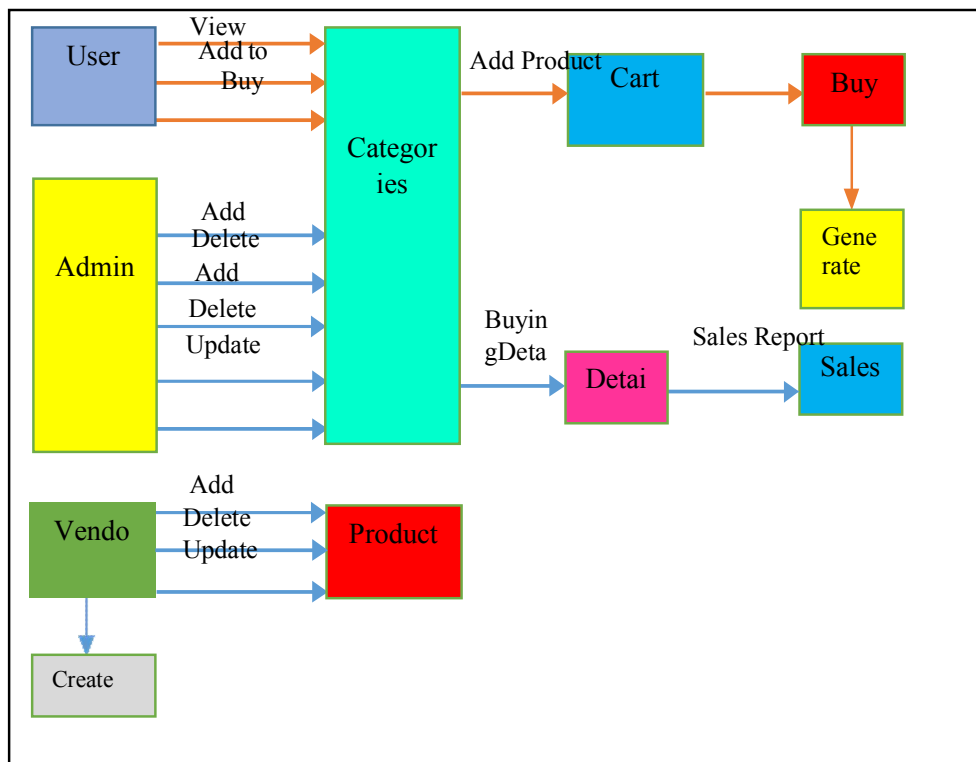 User
View
Add to
Buy
Categor
ies
Add Product
Cart
Buy
Gene
rate
Admin
Add
Delete
Add
Delete
Update
Buyin
gDeta
Detai
Sales Report
Sales
Vendo
Add
Delete
Update
Product
Create